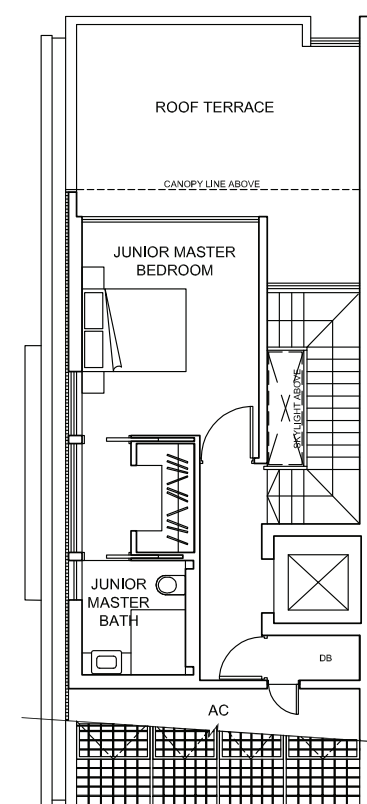 ROOF TERRACE
CANOPY LINE ABOVE
JUNIOR MASTER
BEDROOM
SKYLIGHT ABOVE
JUNIOR
MASTER
BATH
DB
AC